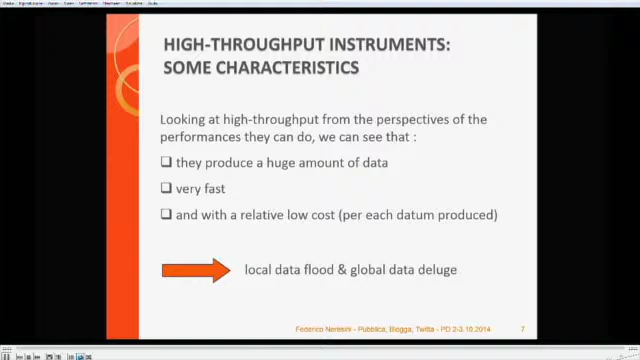 HIGH-THROUGHPUT INSTRUMENTS:
SOME CHARACTERISTICS
Looking at high-throughput from the perspectives of the
performances they can do, we can see that :
they produce a huge amount of data
very fast
and with a relative low cost (per each datum produced)
local data flood & global data deluge
Federico Nerimini - Pubblica, Blogga, Twitta - PD 2-3.10.2014
7